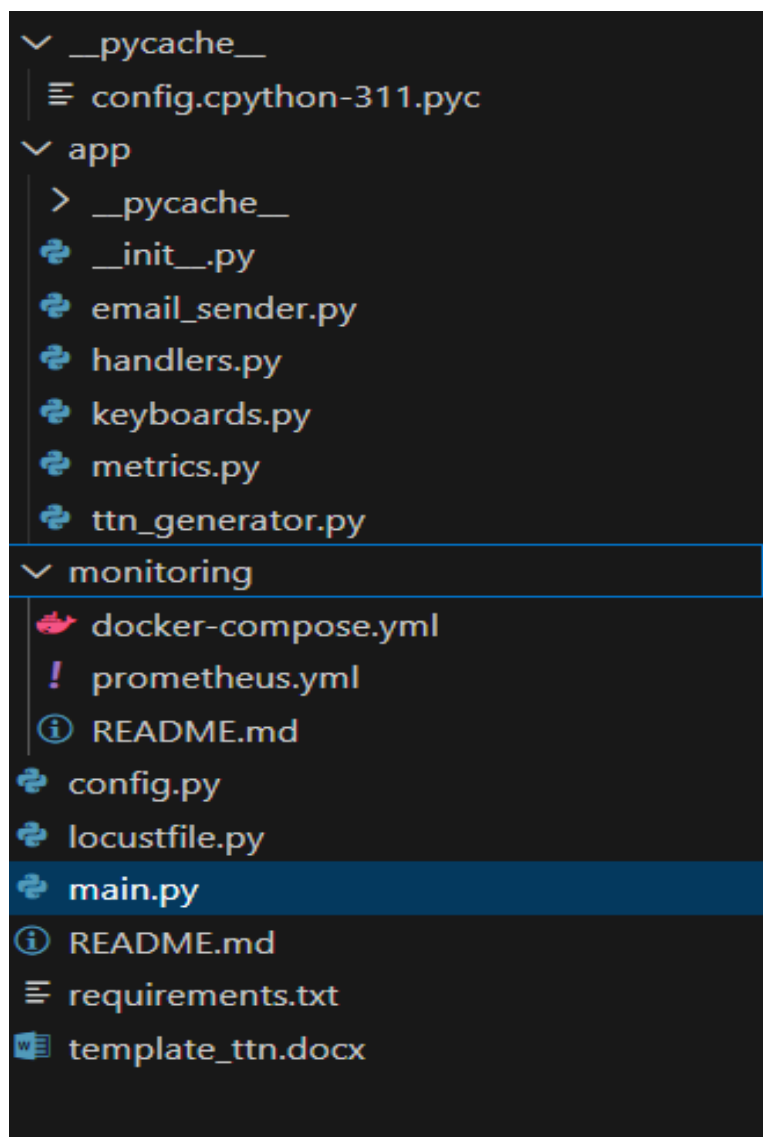 __pycache__
config.cpython-311.pyc
app
__pycache__
__init__.py
email_sender.py
handlers.py
keyboards.py
metrics.py
ttn_generator.py
monitoring
docker-compose.yml
prometheus.yml
README.md
config.py
locustfile.py
main.py
README.md
requirements.txt
template_ttn.docx